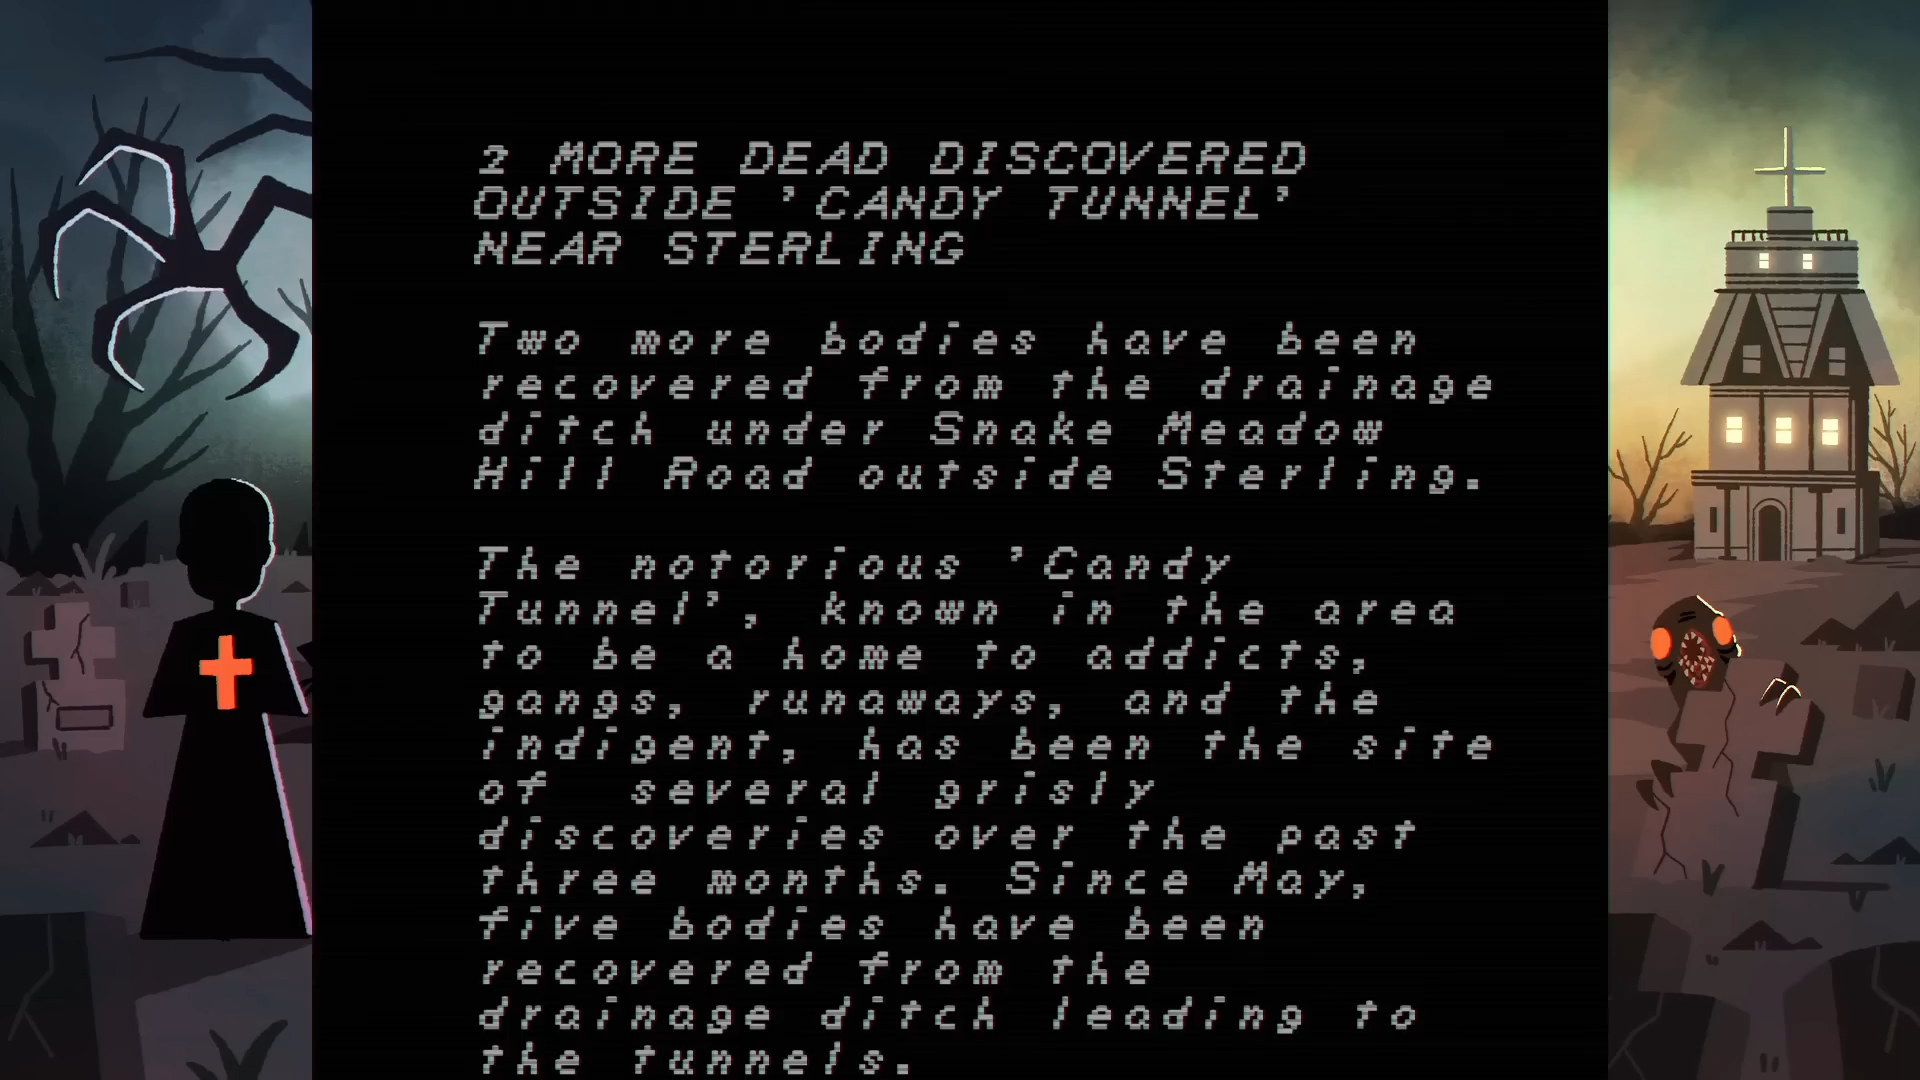 2 MORE DEAD DISCOVERED
OUTSIDE 'CANDY TUNNEL'
NEAR STERLING
Two more bodies have been
recovered from the drainage
ditch under Snake Meadow
Hill Road outside Sterling.
The notorious 'Candy
Tunnel', known in the area
to be a home to addicts,
gangs, runaways, and the
indigent, has been the site
of several grisly
discoveries over the past
three months. Since May,
five bodies have been
recovered from the
drainage ditch leading to
the tunnels.